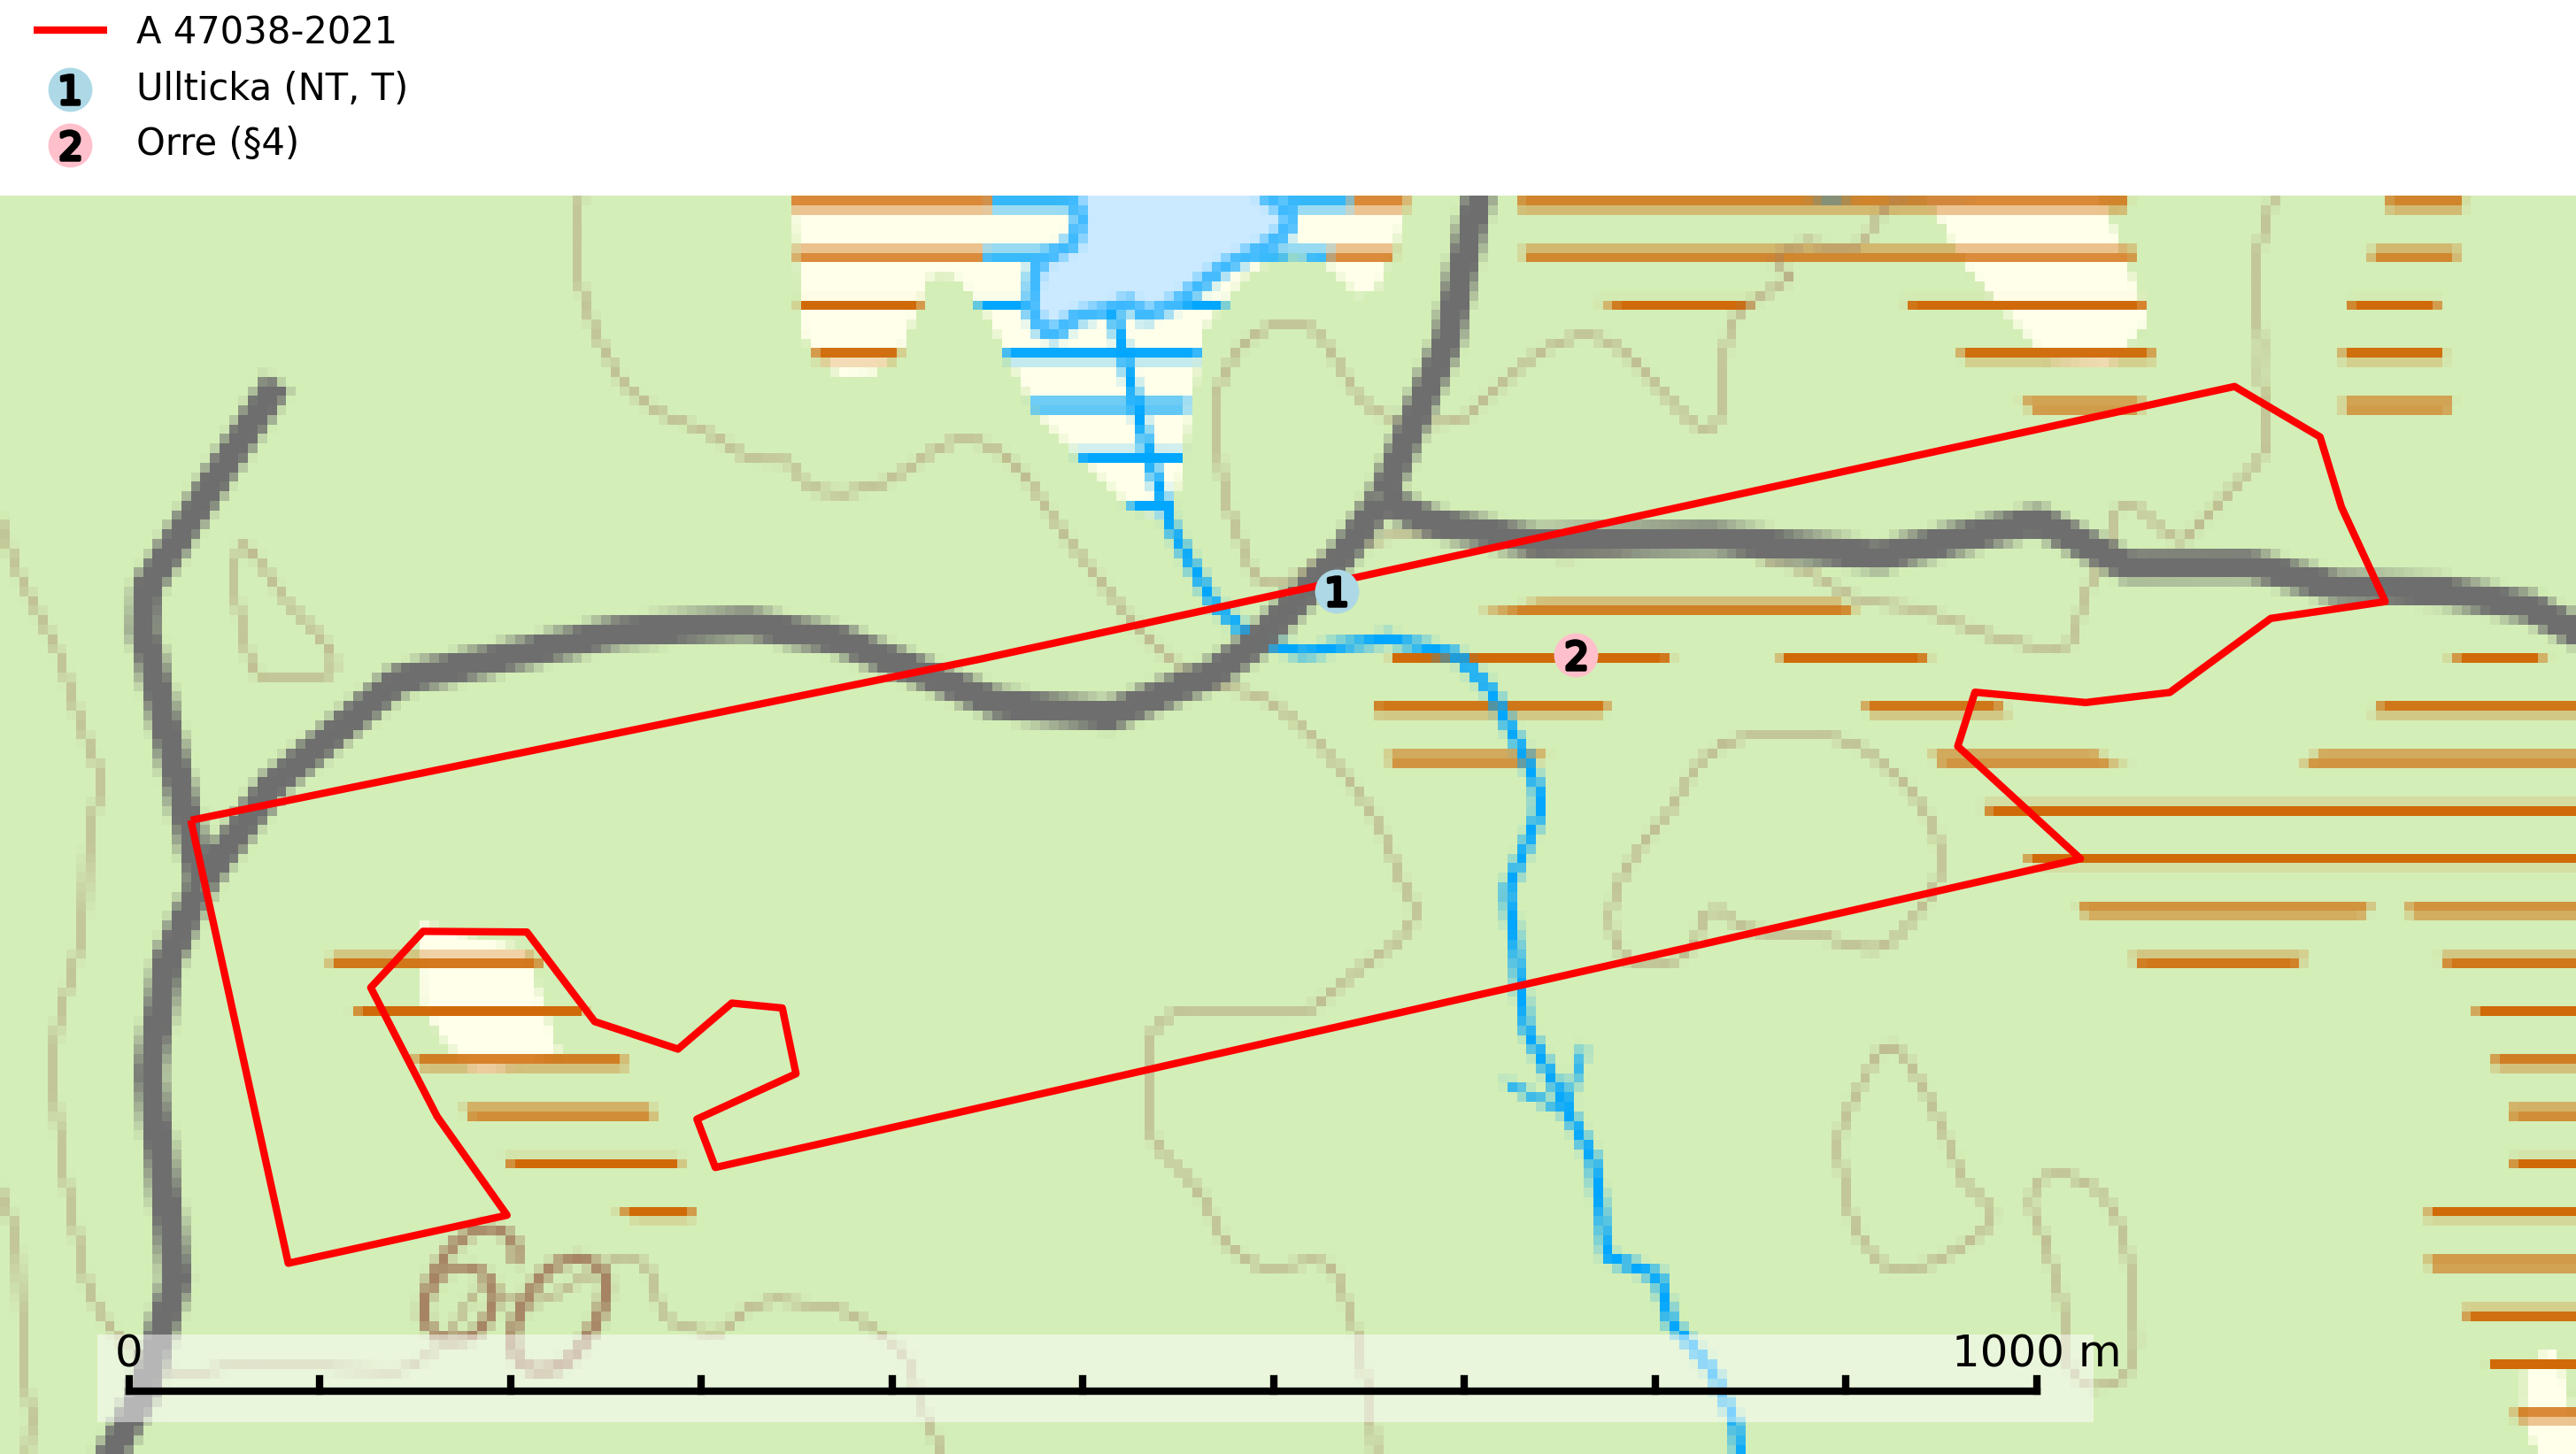 A 47038-2021
1 Ullticka (NT, T)
2 Orre (§4)
1
2
60
0 1000 m